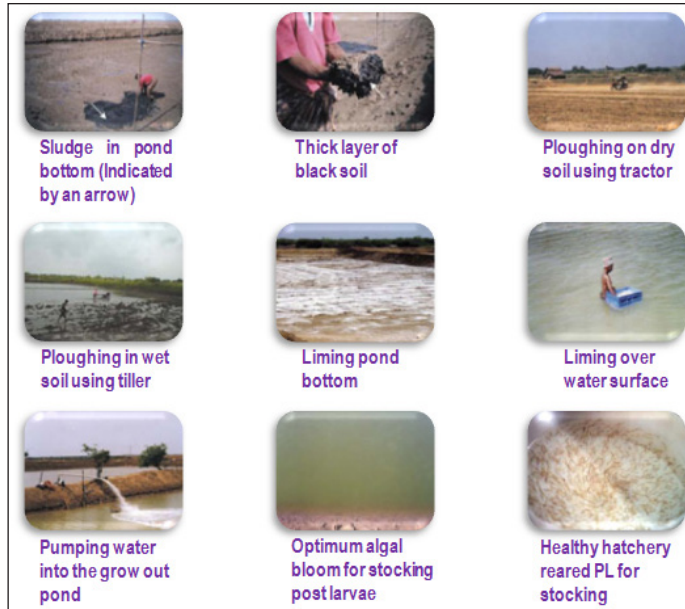 Sludge in pond
bottom (Indicated
by an arrow)
Thick layer of
black soil
Ploughing on dry
soil using tractor
Ploughing in wet
soil using tiller
Liming pond
bottom
Liming over
water surface
Pumping water
into the grow out
pond
Optimum algal
bloom for stocking
post larvae
Healthy hatchery
reared PL for
stocking